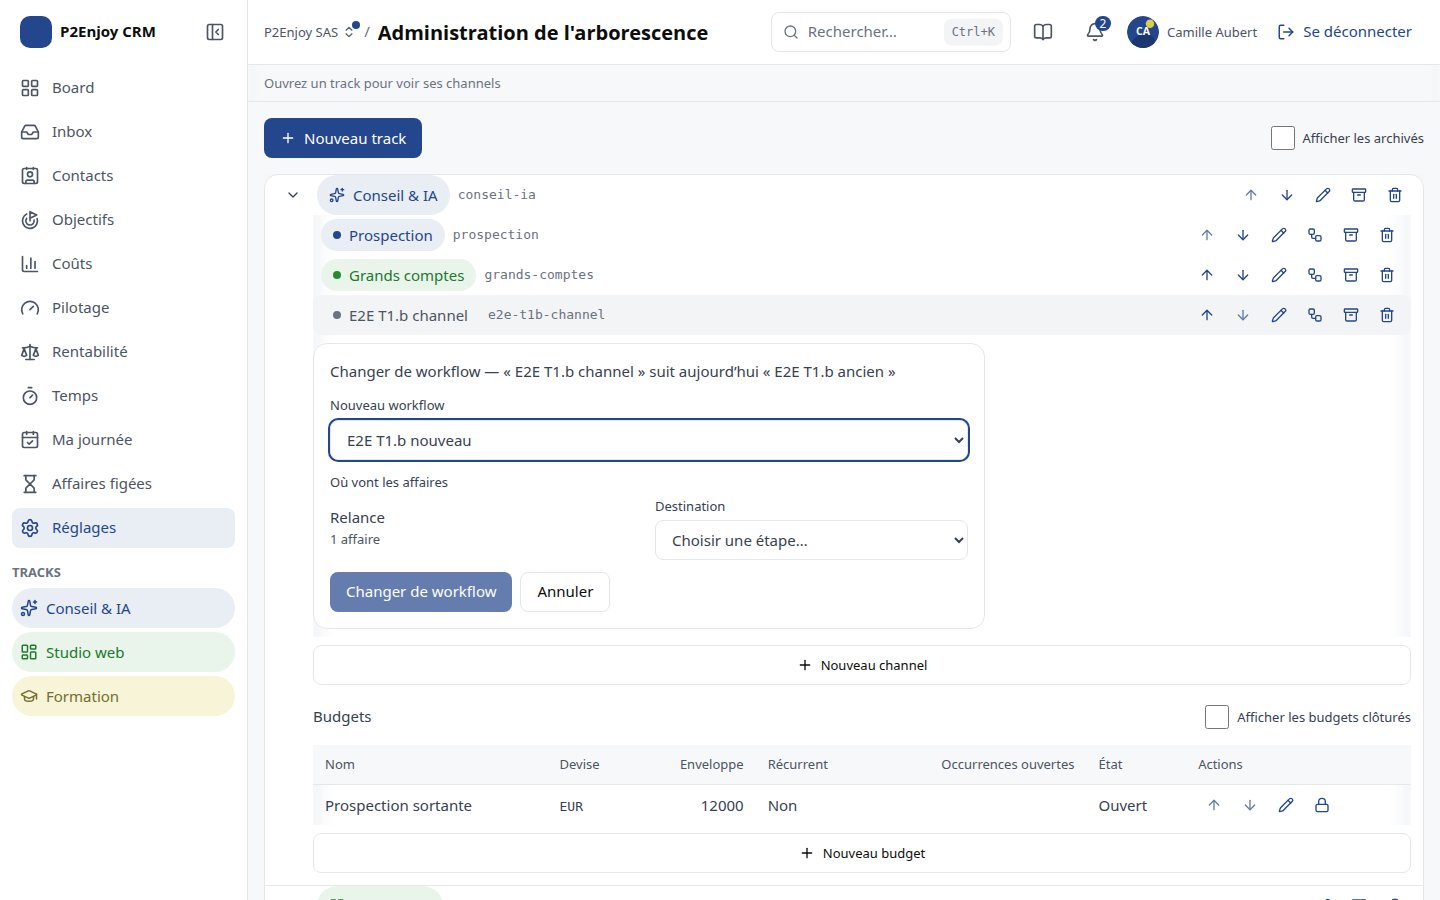 P2Enjoy CRM
Board
Inbox
Contacts
Objectifs
Coûts
Pilotage
Rentabilité
Temps
Ma journée
Affaires figées
Réglages
TRACKS
Conseil & IA
Studio web
Formation
P2Enjoy SAS / Administration de l'arborescence
Rechercher... Ctrl+K
2
CA Camille Aubert
Se déconnecter
Ouvrez un track pour voir ses channels
Nouveau track
Afficher les archivés
Conseil & IA conseil-ia
Prospection prospection
Grands comptes grands-comptes
E2E T1.b channel e2e-t1b-channel
Changer de workflow — « E2E T1.b channel » suit aujourd’hui « E2E T1.b ancien »
Nouveau workflow
E2E T1.b nouveau
Où vont les affaires
Relance
1 affaire
Destination
Choisir une étape…
Changer de workflow Annuler
Nouveau channel
Budgets
Afficher les budgets clôturés
Nom Devise Enveloppe Récurrent Occurrences ouvertes État Actions
Prospection sortante EUR 12000 Non Ouvert
Nouveau budget